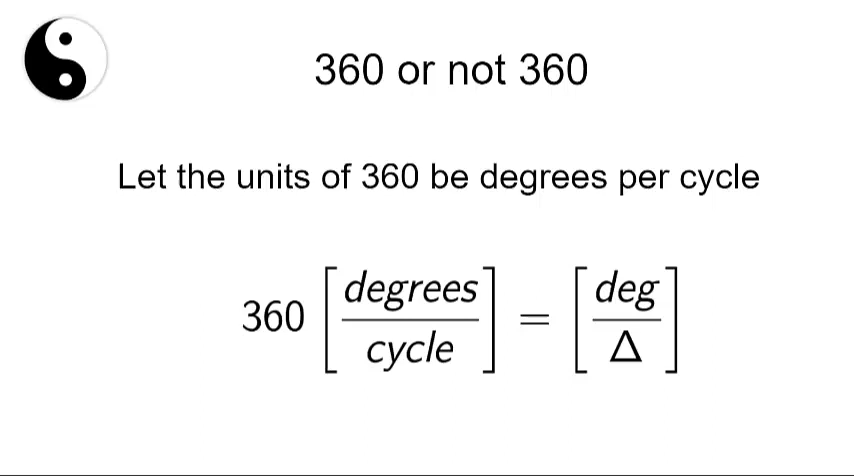 360 or not 360
Let the units of 360 be degrees per cycle
360 [degrees/cycle] = [deg/Δ]